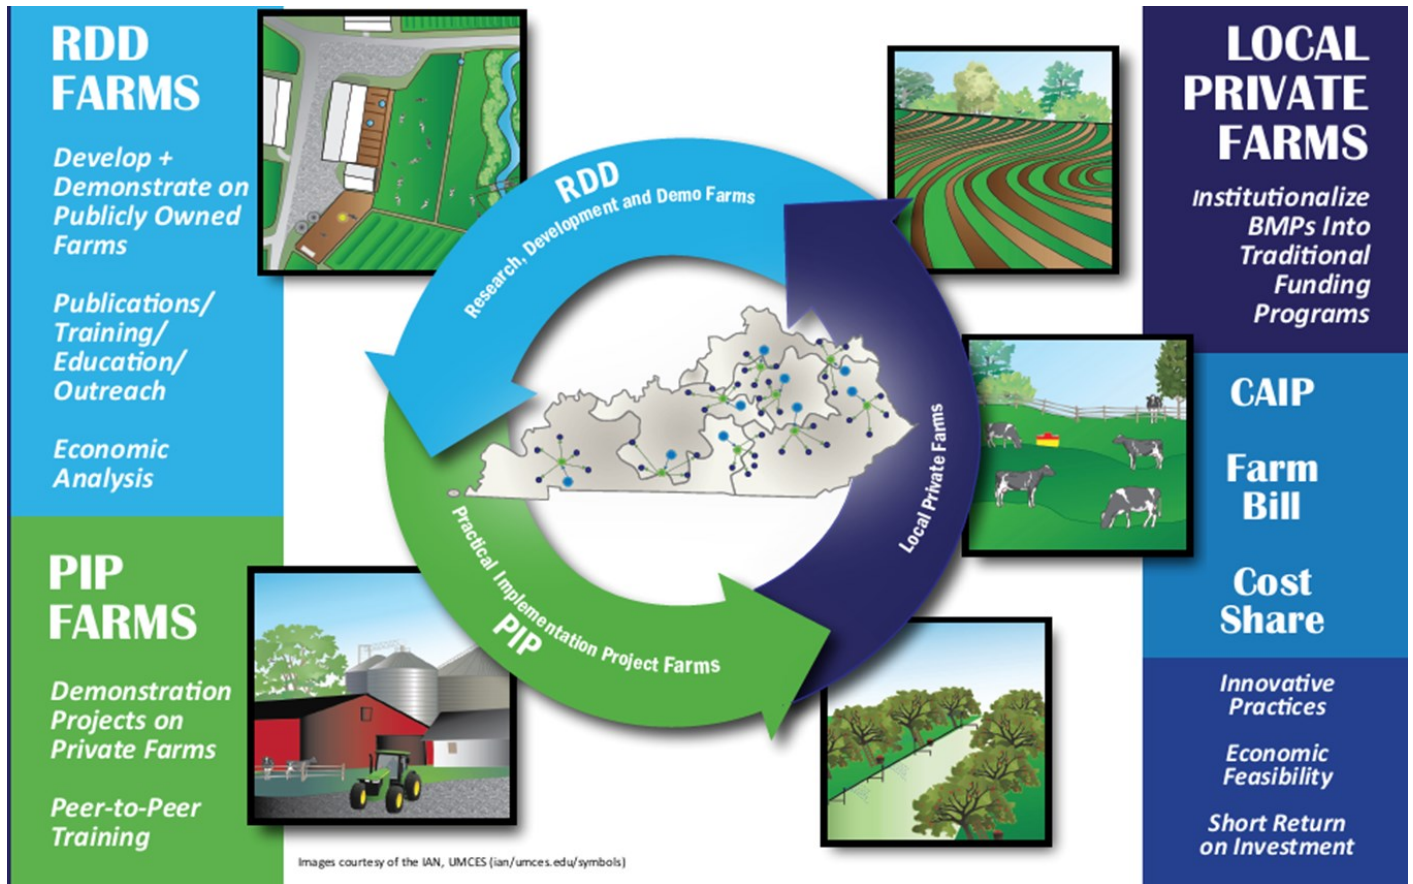 RDD
FARMS
Develop +
Demonstrate on
Publicly Owned
Farms
Publications/
Training/
Education/
Outreach
Economic
Analysis
PIP
FARMS
Demonstration
Projects on
Private Farms
Peer-to-Peer
Training
RDD
Research, Development and Demo Farms
Local Private Farms
Practical Implementation Project Farms
PIP
Images courtesy of the IAN, UMCES (ian/umces.edu/symbols)
LOCAL
PRIVATE
FARMS
Institutionalize
BMPs Into
Traditional
Funding
Programs
CAIP
Farm
Bill
Cost
Share
Innovative
Practices
Economic
Feasibility
Short Return
on Investment